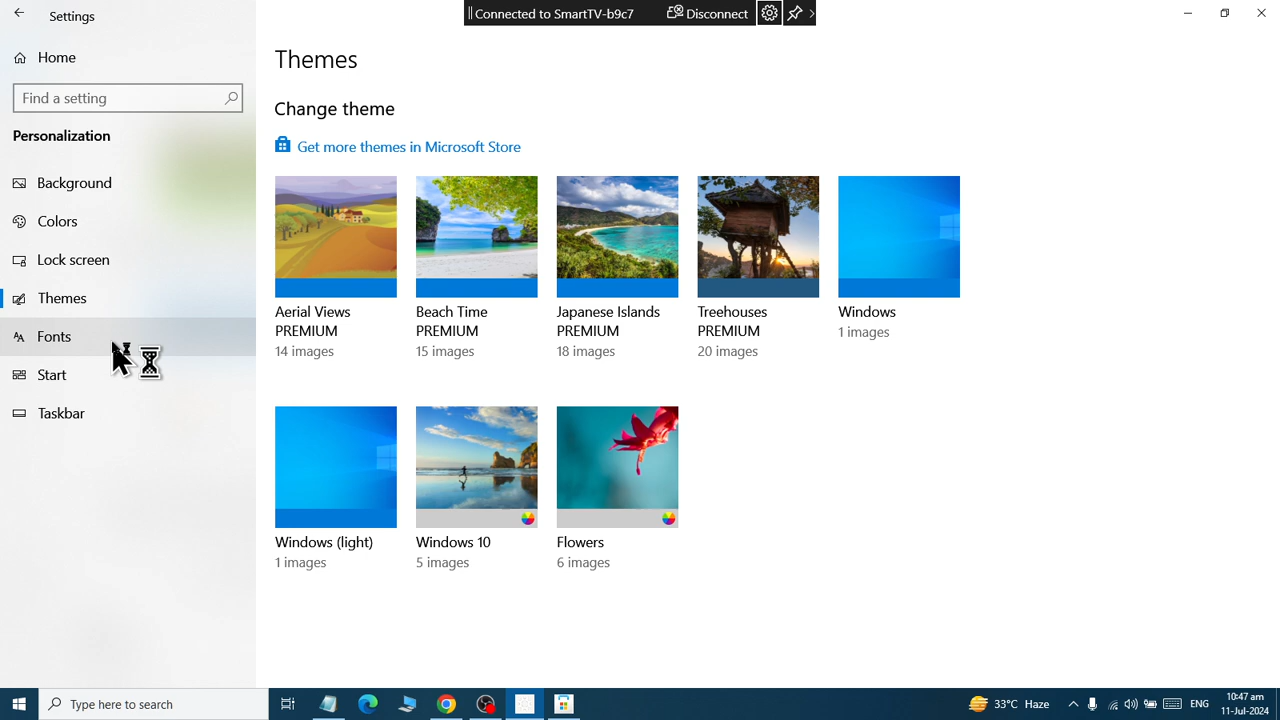 Settings
Connected to SmartTV-b9c7 Disconnect
Home
Find a setting
Personalization
Background
Colors
Lock screen
Themes
Fonts
Start
Taskbar
Themes
Change theme
Get more themes in Microsoft Store
Aerial Views
PREMIUM
14 images
Beach Time
PREMIUM
15 images
Japanese Islands
PREMIUM
18 images
Treehouses
PREMIUM
20 images
Windows
1 images
Windows (light)
1 images
Windows 10
5 images
Flowers
6 images
Type here to search
33°C Haze
ENG
10:47 am
11-Jul-2024